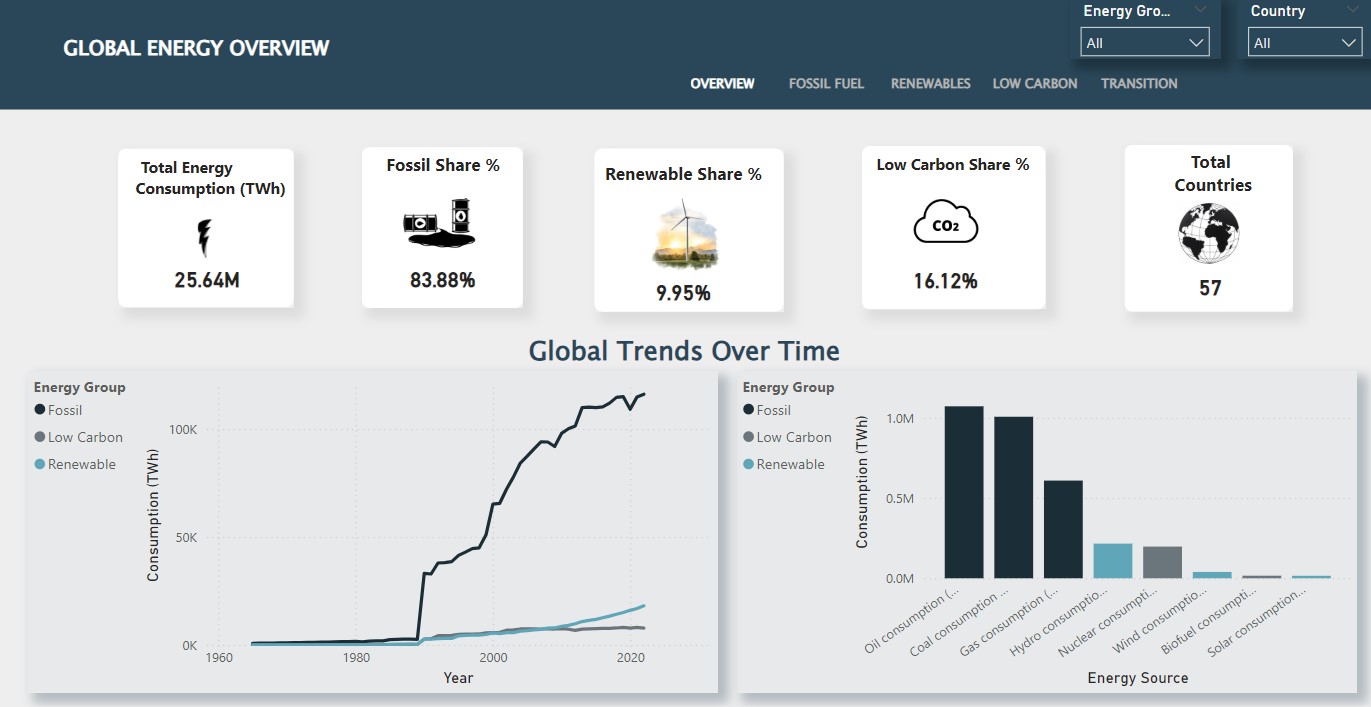 GLOBAL ENERGY OVERVIEW
Energy Gro...
All
Country
All
OVERVIEW
FOSSIL FUEL
RENEWABLES
LOW CARBON
TRANSITION
Total Energy
Consumption (TWh)
25.64M
Fossil Share %
83.88%
Renewable Share %
9.95%
Low Carbon Share %
CO₂
16.12%
Total
Countries
57
Global Trends Over Time
Energy Group
Fossil
Low Carbon
Renewable
Consumption (TWh)
100K
50K
0K
1960
1980
2000
2020
Year
Energy Group
Fossil
Low Carbon
Renewable
Consumption (TWh)
1.0M
0.5M
0.0M
Oil consumption (...
Coal consumption ...
Gas consumption (...
Hydro consumptio...
Nuclear consumpti...
Wind consumptio...
Biofuel consumpti...
Solar consumption...
Energy Source